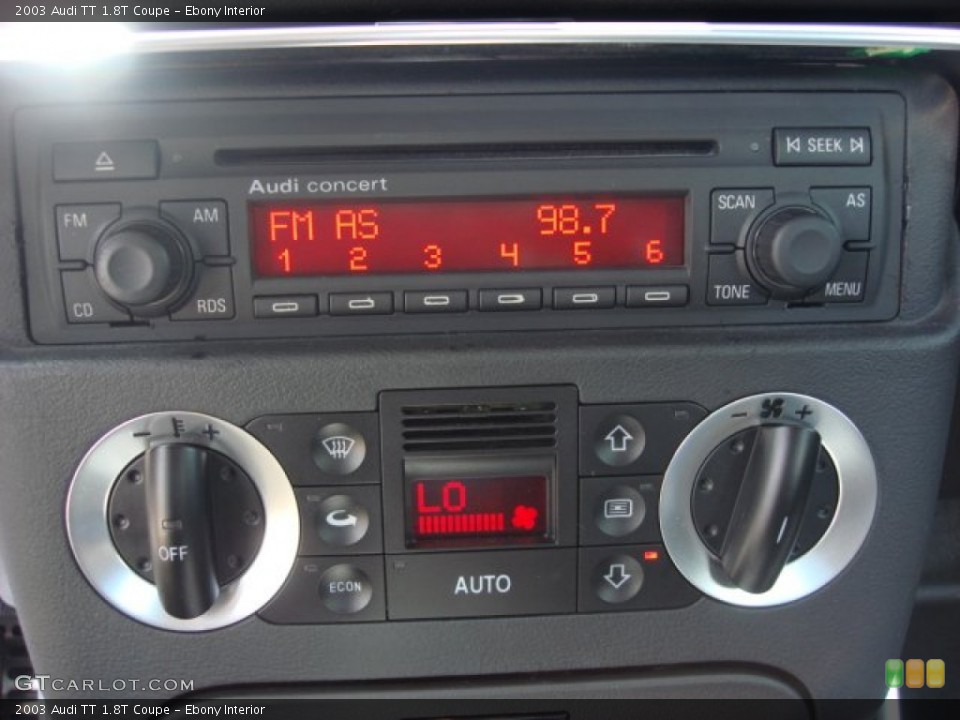 2003 Audi TT 1.8T Coupe – Ebony Interior
SEEK
Audi concert
FM AM
FM AS 98.7
SCAN AS
1 2 3 4 5 6
CD RDS
TONE MENU
- +
- +
LO
OFF
ECON
AUTO
GTCARLOT.COM
2003 Audi TT 1.8T Coupe – Ebony Interior